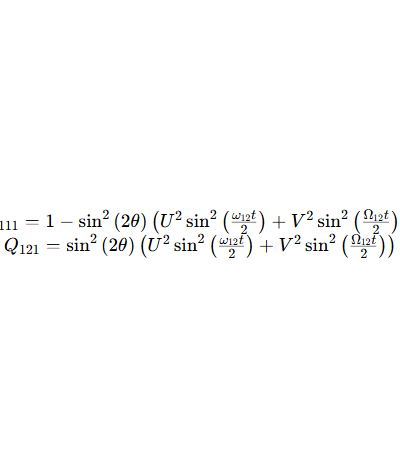 ₁₁₁ = 1 − sin² (2θ) (U² sin² (ω₁₂t/2) + V² sin² (Ω₁₂t/2)
Q₁₂₁ = sin² (2θ) (U² sin² (ω₁₂t/2) + V² sin² (Ω₁₂t/2))